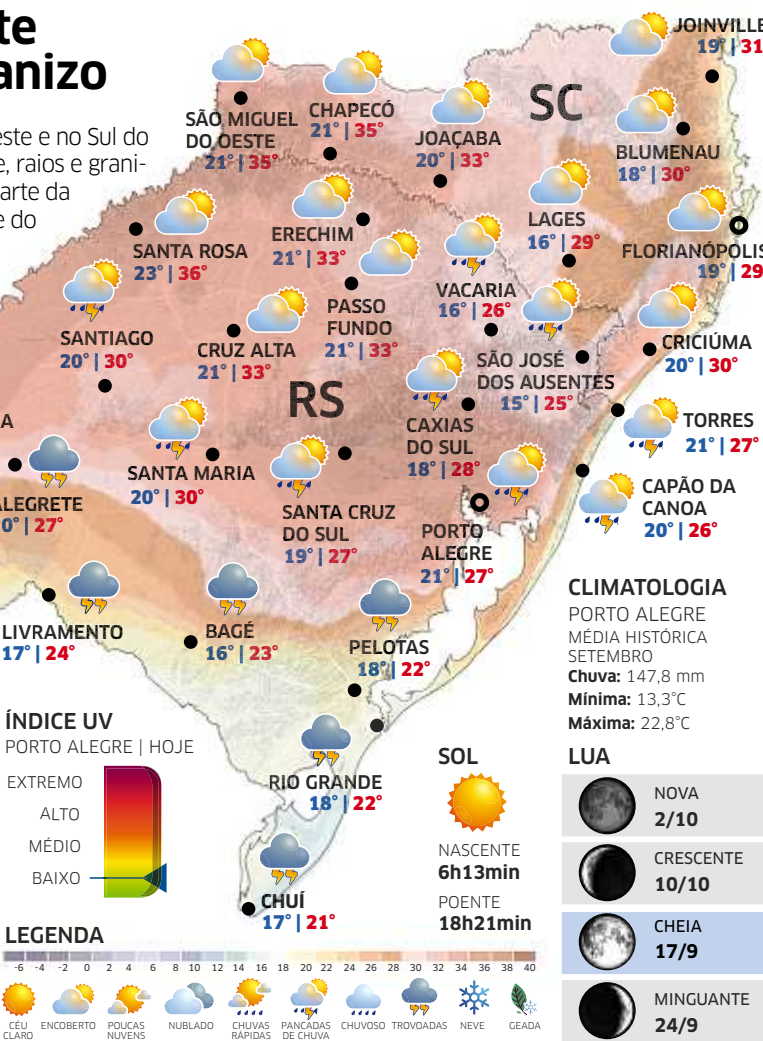 te
anizo
este e no Sul do
e, raios e grani-
arte da
e do
JOINVILLE
19° | 31
SÃO MIGUEL
DO OESTE
21° | 35°
CHAPECÓ
21° | 35°
JOAÇABA
20° | 33°
SC
BLUMENAU
18° | 30°
SANTA ROSA
23° | 36°
ERECHIM
21° | 33°
LAGES
16° | 29°
FLORIANÓPOLIS
19° | 29
SANTIAGO
20° | 30°
CRUZ ALTA
21° | 33°
PASSO
FUNDO
21° | 33°
VACARIA
16° | 26°
SÃO JOSÉ
DOS AUSENTES
15° | 25°
CRICIÚMA
20° | 30°
RS
A
ALEGRETE
0° | 27°
SANTA MARIA
20° | 30°
SANTA CRUZ
DO SUL
19° | 27°
CAXIAS
DO SUL
18° | 28°
PORTO
ALEGRE
21° | 27°
TORRES
21° | 27°
CAPÃO DA
CANOA
20° | 26°
LIVRAMENTO
17° | 24°
BAGÉ
16° | 23°
PELOTAS
18° | 22°
RIO GRANDE
18° | 22°
CHUÍ
17° | 21°
CLIMATOLOGIA
PORTO ALEGRE
MÉDIA HISTÓRICA
SETEMBRO
Chuva: 147,8 mm
Mínima: 13,3°C
Máxima: 22,8°C
ÍNDICE UV
PORTO ALEGRE | HOJE
EXTREMO
ALTO
MÉDIO
BAIXO
SOL
NASCENTE
6h13min
POENTE
18h21min
LUA
NOVA
2/10
CRESCENTE
10/10
CHEIA
17/9
MINGUANTE
24/9
LEGENDA
-6 -4 -2 0 2 4 6 8 10 12 14 16 18 20 22 24 26 28 30 32 34 36 38 40
CÉU
CLARO
ENCOBERTO
POUCAS
NUVENS
NUBLADO
CHUVAS
RÁPIDAS
PANCADAS
DE CHUVA
CHUVOSO
TROVOADAS
NEVE
GEADA